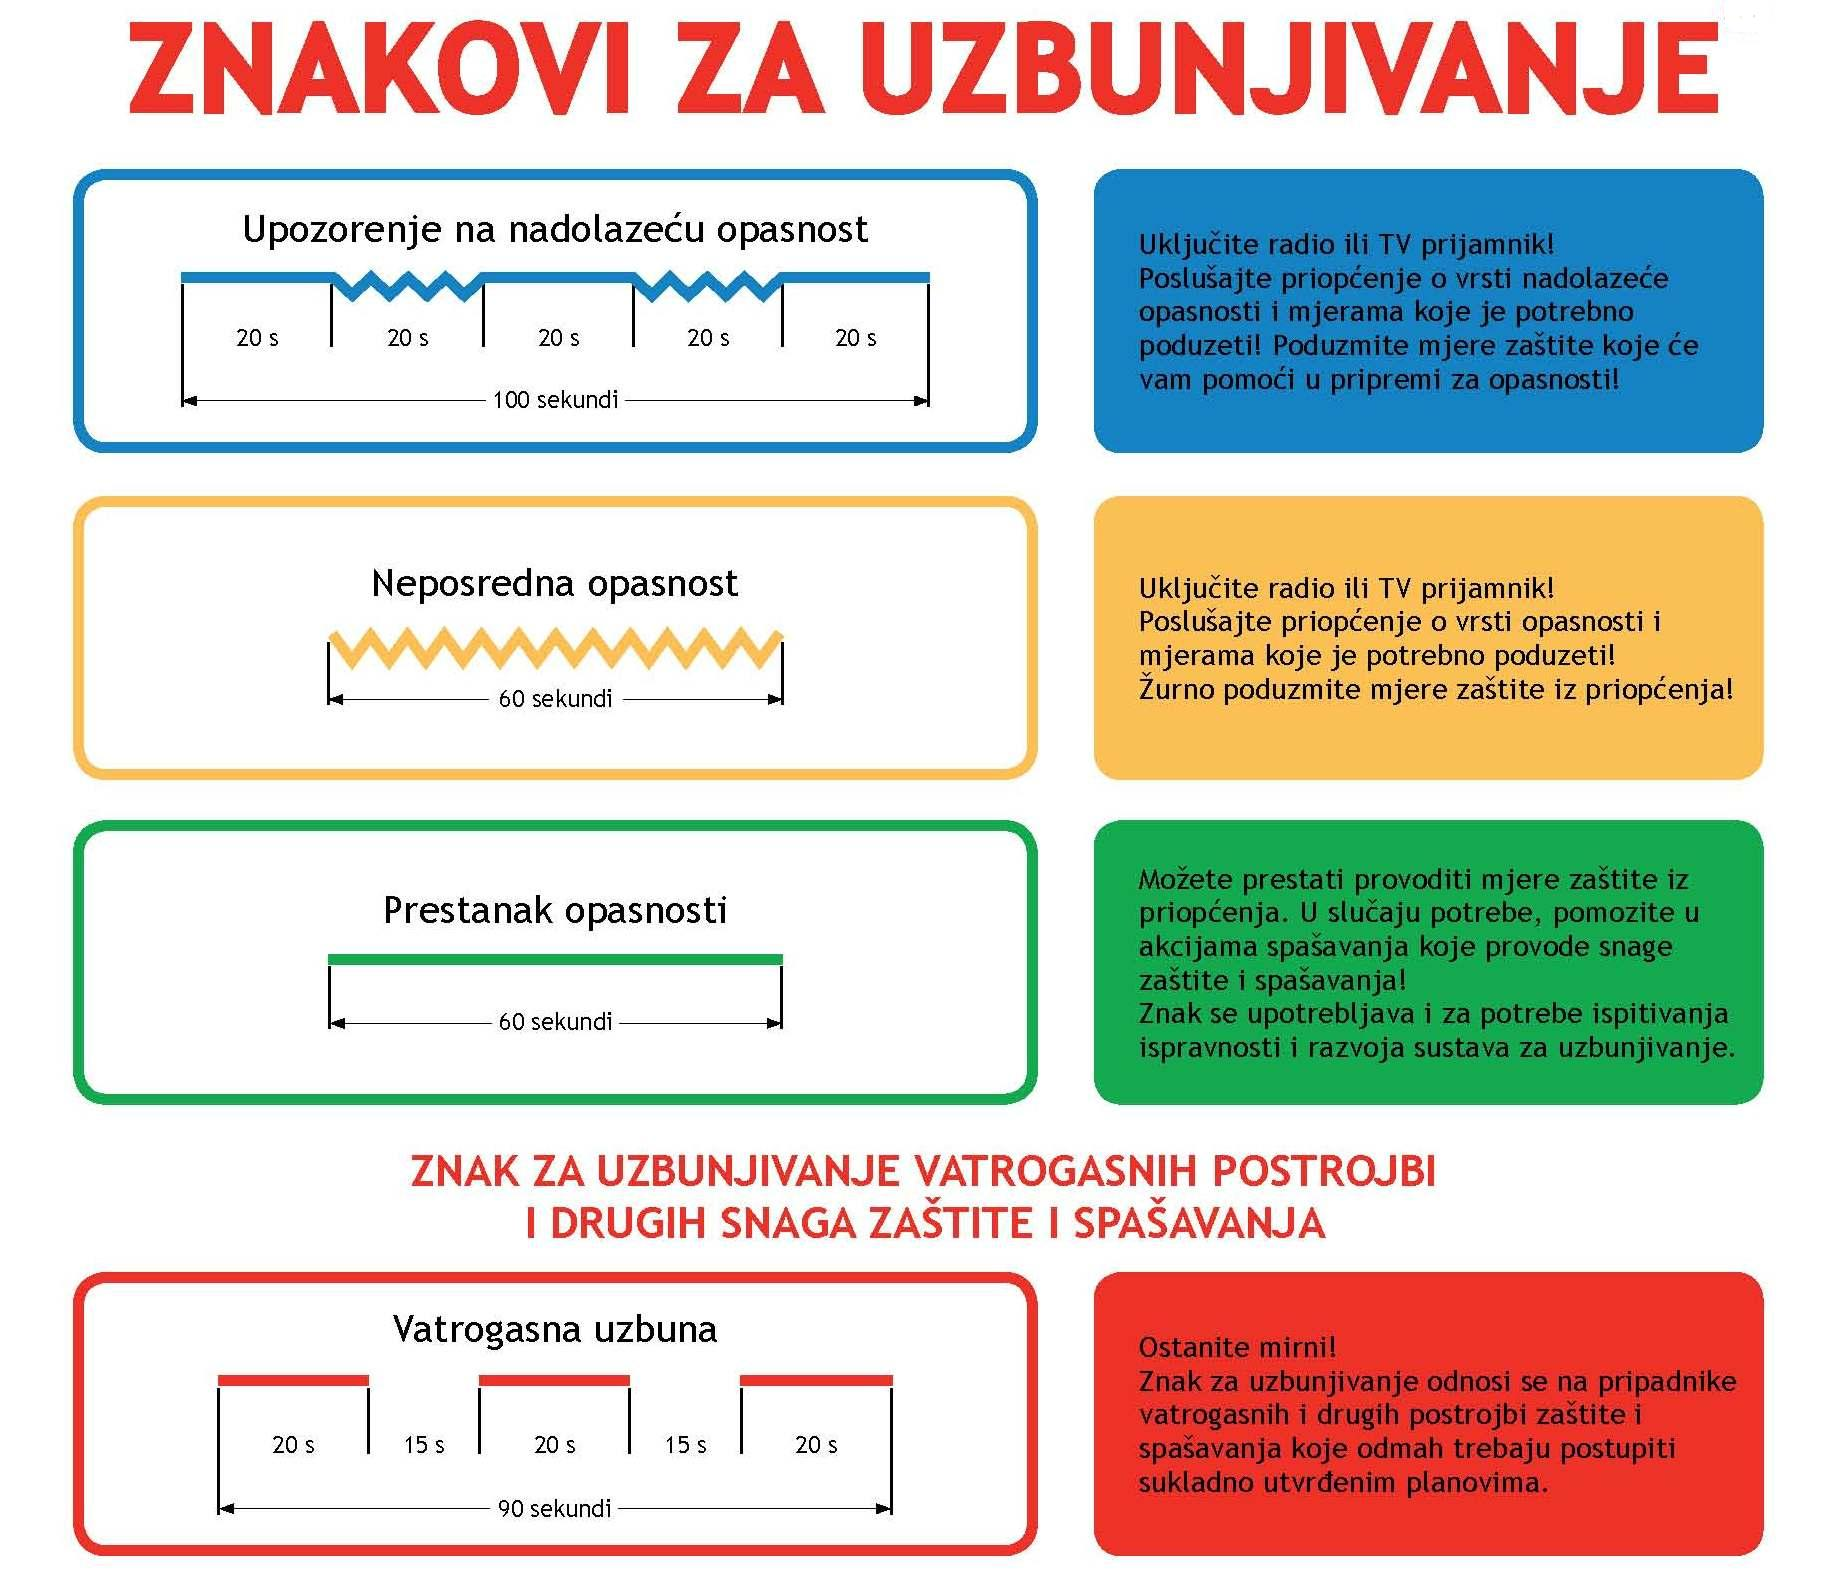 ZNAKOVI ZA UZBUNJIVANJE
Upozorenje na nadolazeću opasnost
20 s 20 s 20 s 20 s 20 s
100 sekundi
Uključite radio ili TV prijamnik!
Poslušajte priopćenje o vrsti nadolazeće
opasnosti i mjerama koje je potrebno
poduzeti! Poduzmite mjere zaštite koje će
vam pomoći u pripremi za opasnosti!
Neposredna opasnost
60 sekundi
Uključite radio ili TV prijamnik!
Poslušajte priopćenje o vrsti opasnosti i
mjerama koje je potrebno poduzeti!
Žurno poduzmite mjere zaštite iz priopćenja!
Prestanak opasnosti
60 sekundi
Možete prestati provoditi mjere zaštite iz
priopćenja. U slučaju potrebe, pomozite u
akcijama spašavanja koje provode snage
zaštite i spašavanja!
Znak se upotrebljava i za potrebe ispitivanja
ispravnosti i razvoja sustava za uzbunjivanje.
ZNAK ZA UZBUNJIVANJE VATROGASNIH POSTROJBI
I DRUGIH SNAGA ZAŠTITE I SPAŠAVANJA
Vatrogasna uzbuna
20 s 15 s 20 s 15 s 20 s
90 sekundi
Ostanite mirni!
Znak za uzbunjivanje odnosi se na pripadnike
vatrogasnih i drugih postrojbi zaštite i
spašavanja koje odmah trebaju postupiti
sukladno utvrđenim planovima.